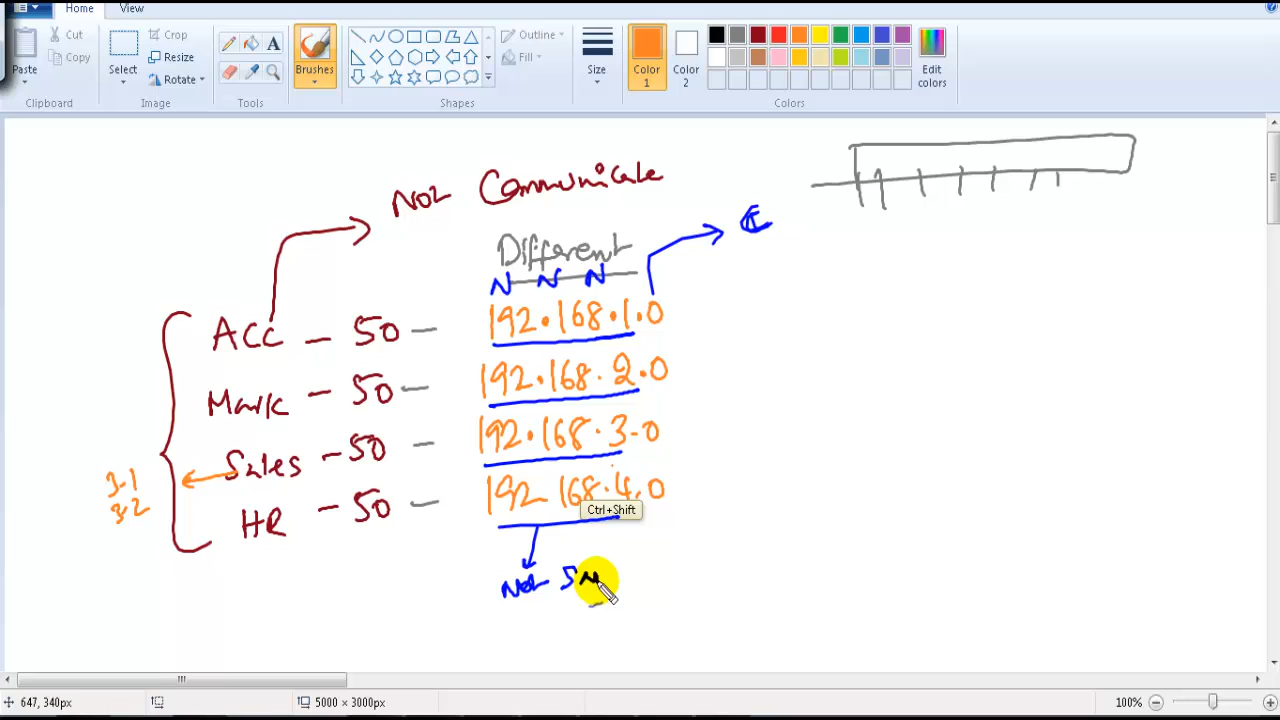 Home View
Paste
Cut
Copy
Clipboard
Select
Crop
Resize
Rotate
Image
A
Tools
Brushes
Outline
Fill
Shapes
Size
Color 1
Color 2
Edit colors
Colors
Not Communicate
Different
N N N
ACC - 50 - 192.168.1.0
Mark - 50 - 192.168.2.0
Sales - 50 - 192.168.3.0
3.1
3.2
HR - 50 - 192 168.4.0
Ctrl+Shift
Not
647, 340px
5000 × 3000px
100%